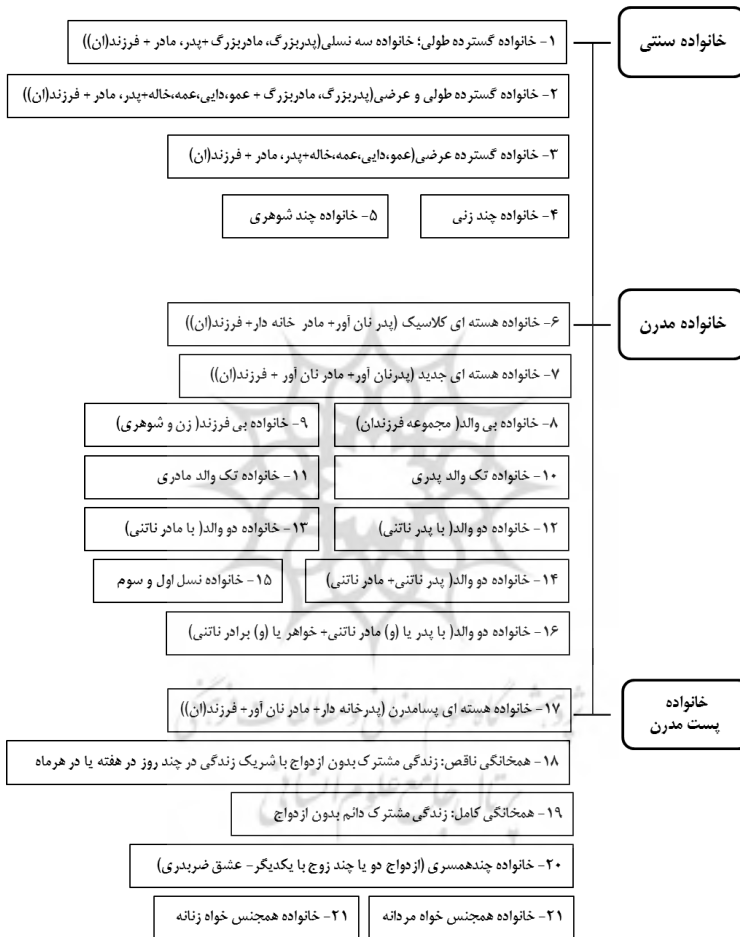 خانواده سنتی
۱- خانواده گسترده طولی؛ خانواده سه نسلی(پدربزرگ، مادربزرگ +پدر، مادر + فرزند(ان))
۲- خانواده گسترده طولی و عرضی(پدربزرگ، مادربزرگ + عمو،دایی،عمه،خاله+پدر، مادر + فرزند(ان))
۳- خانواده گسترده عرضی(عمو،دایی،عمه،خاله+پدر، مادر + فرزند(ان)
۴- خانواده چند زنی
۵- خانواده چند شوهری
خانواده مدرن
۶- خانواده هسته ای کلاسیک (پدر نان آور+ مادر خانه دار+ فرزند(ان))
۷- خانواده هسته ای جدید (پدرنان آور+ مادر نان آور + فرزند(ان))
۸- خانواده بی والد( مجموعه فرزندان)
۹- خانواده بی فرزند( زن و شوهری)
۱۰- خانواده تک والد پدری
۱۱- خانواده تک والد مادری
۱۲- خانواده دو والد( با پدر ناتنی)
۱۳- خانواده دو والد( با مادر ناتنی)
۱۴- خانواده دو والد( پدر ناتنی+ مادر ناتنی)
۱۵- خانواده نسل اول و سوم
۱۶- خانواده دو والد( با پدر یا (و) مادر ناتنی+ خواهر یا (و) برادر ناتنی)
خانواده
پست مدرن
۱۷- خانواده هسته ای پسامدرن (پدرخانه دار+ مادر نان آور+ فرزند(ان))
۱۸- همخانگی ناقص: زندگی مشترک بدون ازدواج با شریک زندگی در چند روز در هفته یا در هرماه
پرتال جامع علوم انسانی
۱۹- همخانگی کامل: زندگی مشترک دائم بدون ازدواج
۲۰- خانواده چندهمسری (ازدواج دو یا چند زوج با یکدیگر- عشق ضربدری)
۲۱- خانواده همجنس خواه مردانه
۲۱- خانواده همجنس خواه زنانه